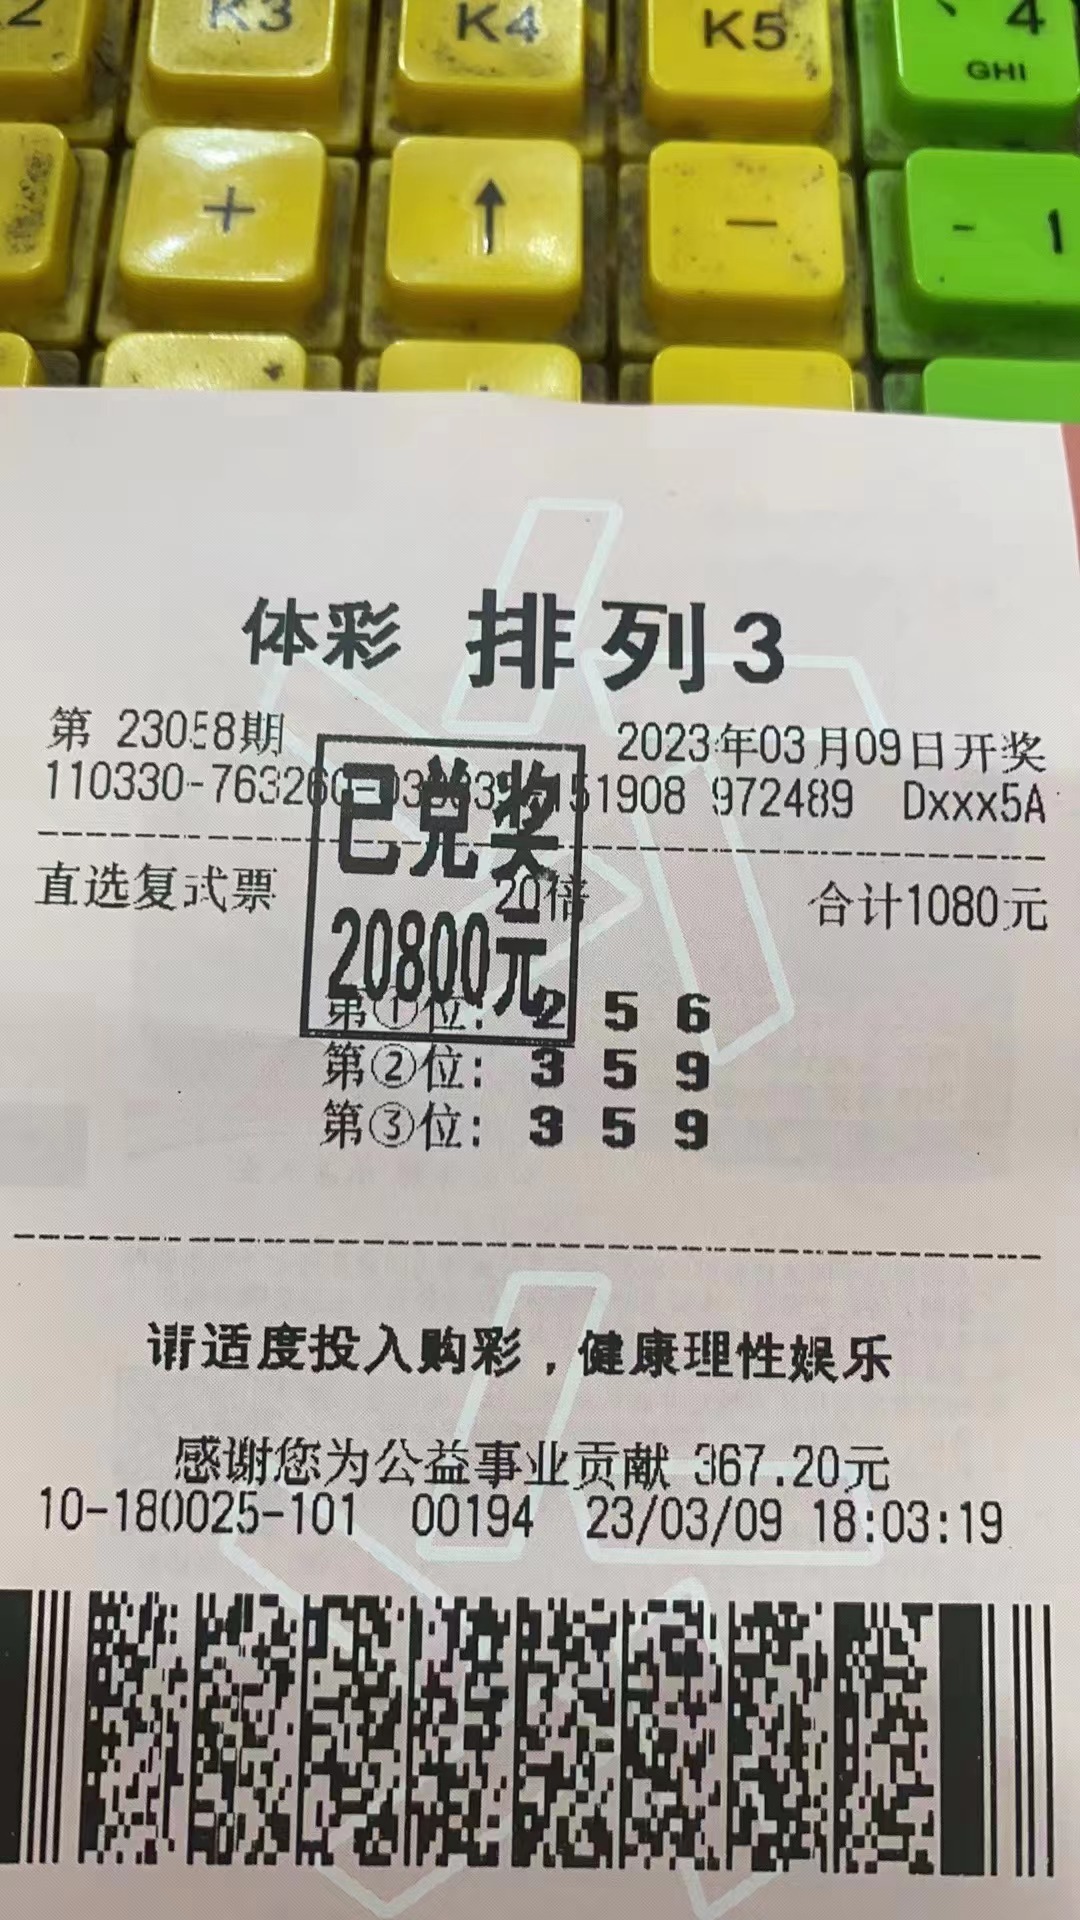 2 K3 K4 K5 4
GHI
+ ↑ - - 1
体彩 排列3
第 23058期 2023年03月09日开奖
151908 972489 Dxxx5A
已兑奖
直选复式票 20倍 合计1080元
20800元
第①位: 2 5 6
第②位: 3 5 9
第③位: 3 5 9
请适度投入购彩，健康理性娱乐
感谢您为公益事业贡献 367.20元
10-180025-101 00194 23/03/09 18:03:19